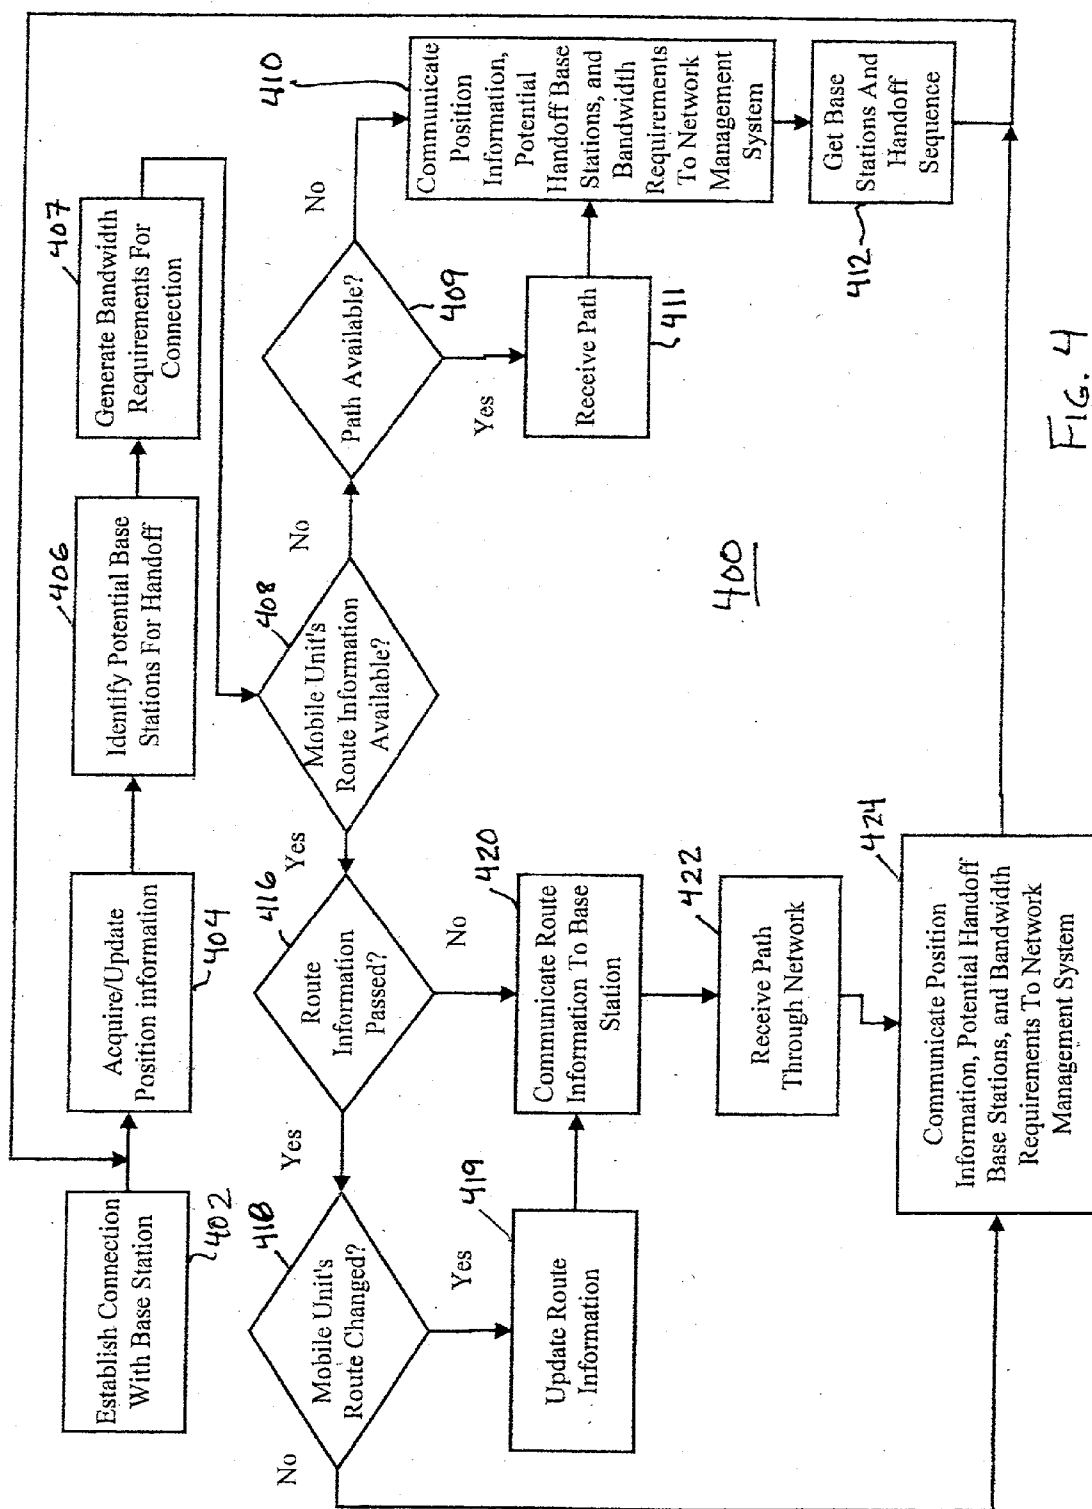 Establish Connection
With Base Station
402
Acquire/Update
Position information
404
Identify Potential Base
Stations For Handoff
406
Generate Bandwidth
Requirements For
Connection
407
Mobile Unit's
Route Changed?
418
No
Yes
Route
Information
Passed?
416
Yes
No
Mobile Unit's
Route Information
Available?
408
Yes
No
Path Available?
409
No
Yes
Communicate
Position
Information,
Potential
Handoff Base
Stations, and
Bandwidth
Requirements
To Network
Management
System
410
Update Route
Information
419
Communicate Route
Information To Base
Station
420
Receive Path
411
Receive Path
Through Network
422
400
Get Base
Stations And
Handoff
Sequence
412
Communicate Position
Information, Potential Handoff
Base Stations, and Bandwidth
Requirements To Network
Management System
424
FIG. 4